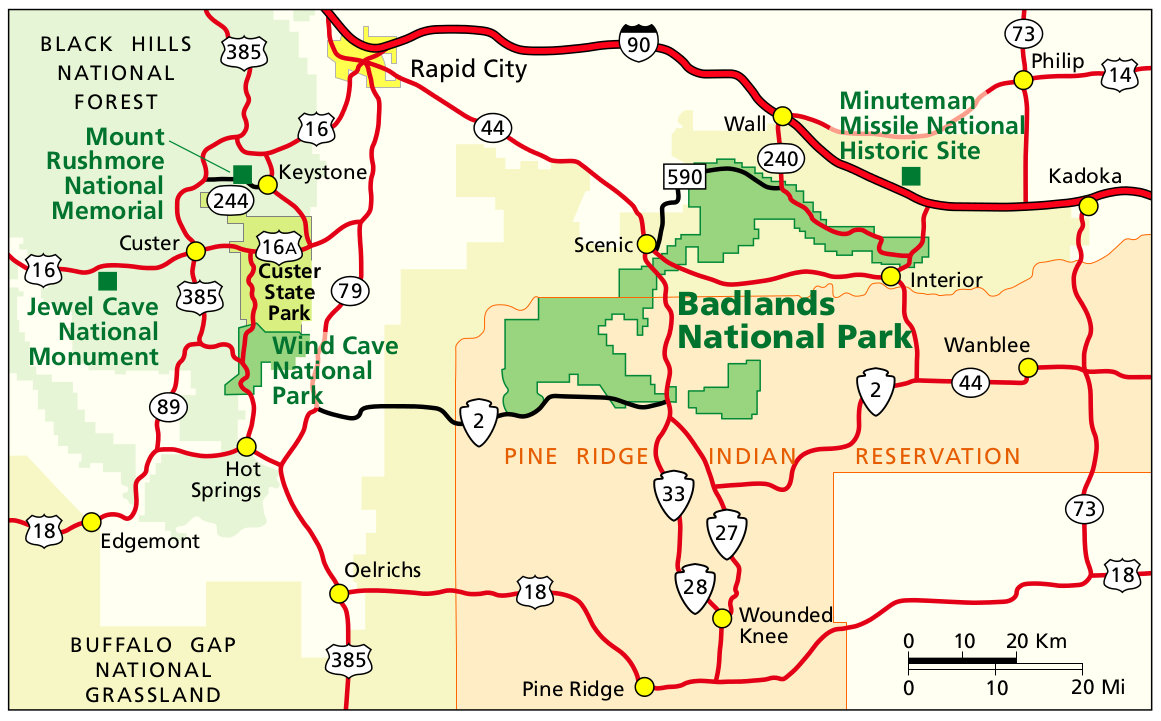 BLACK HILLS
NATIONAL
FOREST
385
90
73
Philip
14
Rapid City
Minuteman
Missile National
Historic Site
Mount
Rushmore
National
Memorial
16
44
Wall
240
Keystone
244
590
Kadoka
Custer
16A
Scenic
16
Custer
State
Park
Interior
385
79
Jewel Cave
National
Monument
Badlands
National Park
Wind Cave
National
Park
Wanblee
89
2
2
44
PINE RIDGE INDIAN RESERVATION
Hot
Springs
33
73
18
Edgemont
27
Oelrichs
18
28
18
Wounded
Knee
BUFFALO GAP
NATIONAL
GRASSLAND
385
Pine Ridge
0 10 20 Km
0 10 20 Mi